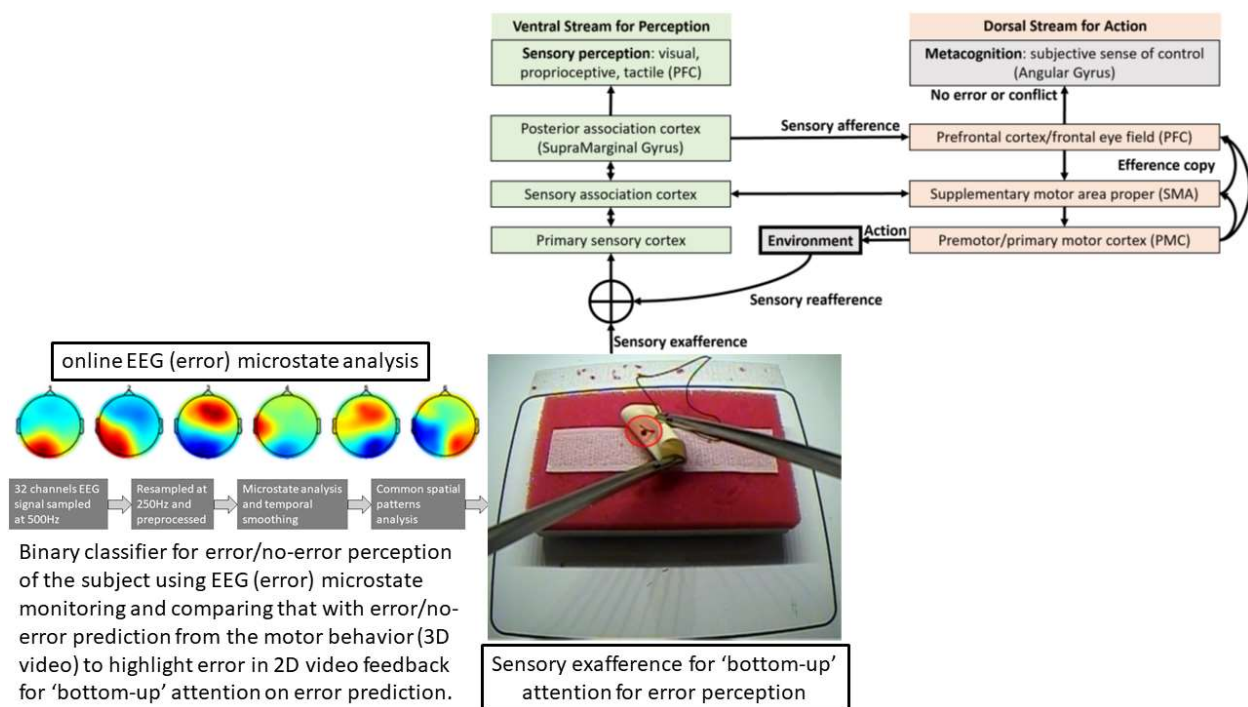 Ventral Stream for Perception
Sensory perception: visual,
proprioceptive, tactile (PFC)
Posterior association cortex
(SupraMarginal Gyrus)
Sensory association cortex
Primary sensory cortex
Dorsal Stream for Action
Metacognition: subjective sense of control
(Angular Gyrus)
No error or conflict
Sensory afference
Prefrontal cortex/frontal eye field (PFC)
Efference copy
Supplementary motor area proper (SMA)
Premotor/primary motor cortex (PMC)
Action
Environment
Sensory reafference
Sensory exafference
online EEG (error) microstate analysis
32 channels EEG
signal sampled
at 500Hz
Resampled at
250Hz and
preprocessed
Microstate analysis
and temporal
smoothing
Common spatial
patterns
analysis
Binary classifier for error/no-error perception
of the subject using EEG (error) microstate
monitoring and comparing that with error/no-
error prediction from the motor behavior (3D
video) to highlight error in 2D video feedback
for ‘bottom-up’ attention on error prediction.
Sensory exafference for ‘bottom-up’
attention for error perception